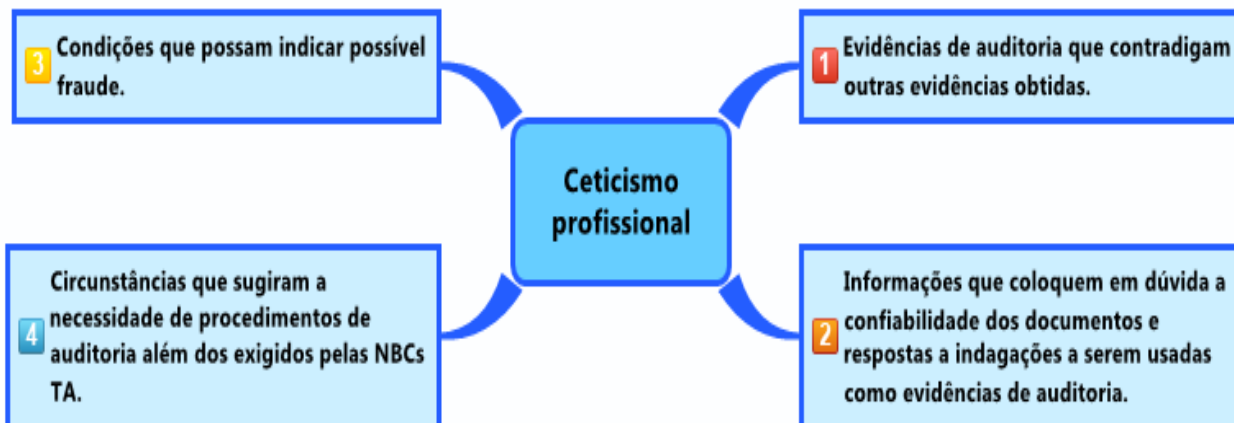 Ceticismo
profissional
1
Evidências de auditoria que contradigam
outras evidências obtidas.
2
Informações que coloquem em dúvida a
confiabilidade dos documentos e
respostas a indagações a serem usadas
como evidências de auditoria.
3
Condições que possam indicar possível
fraude.
4
Circunstâncias que sugiram a
necessidade de procedimentos de
auditoria além dos exigidos pelas NBCs
TA.